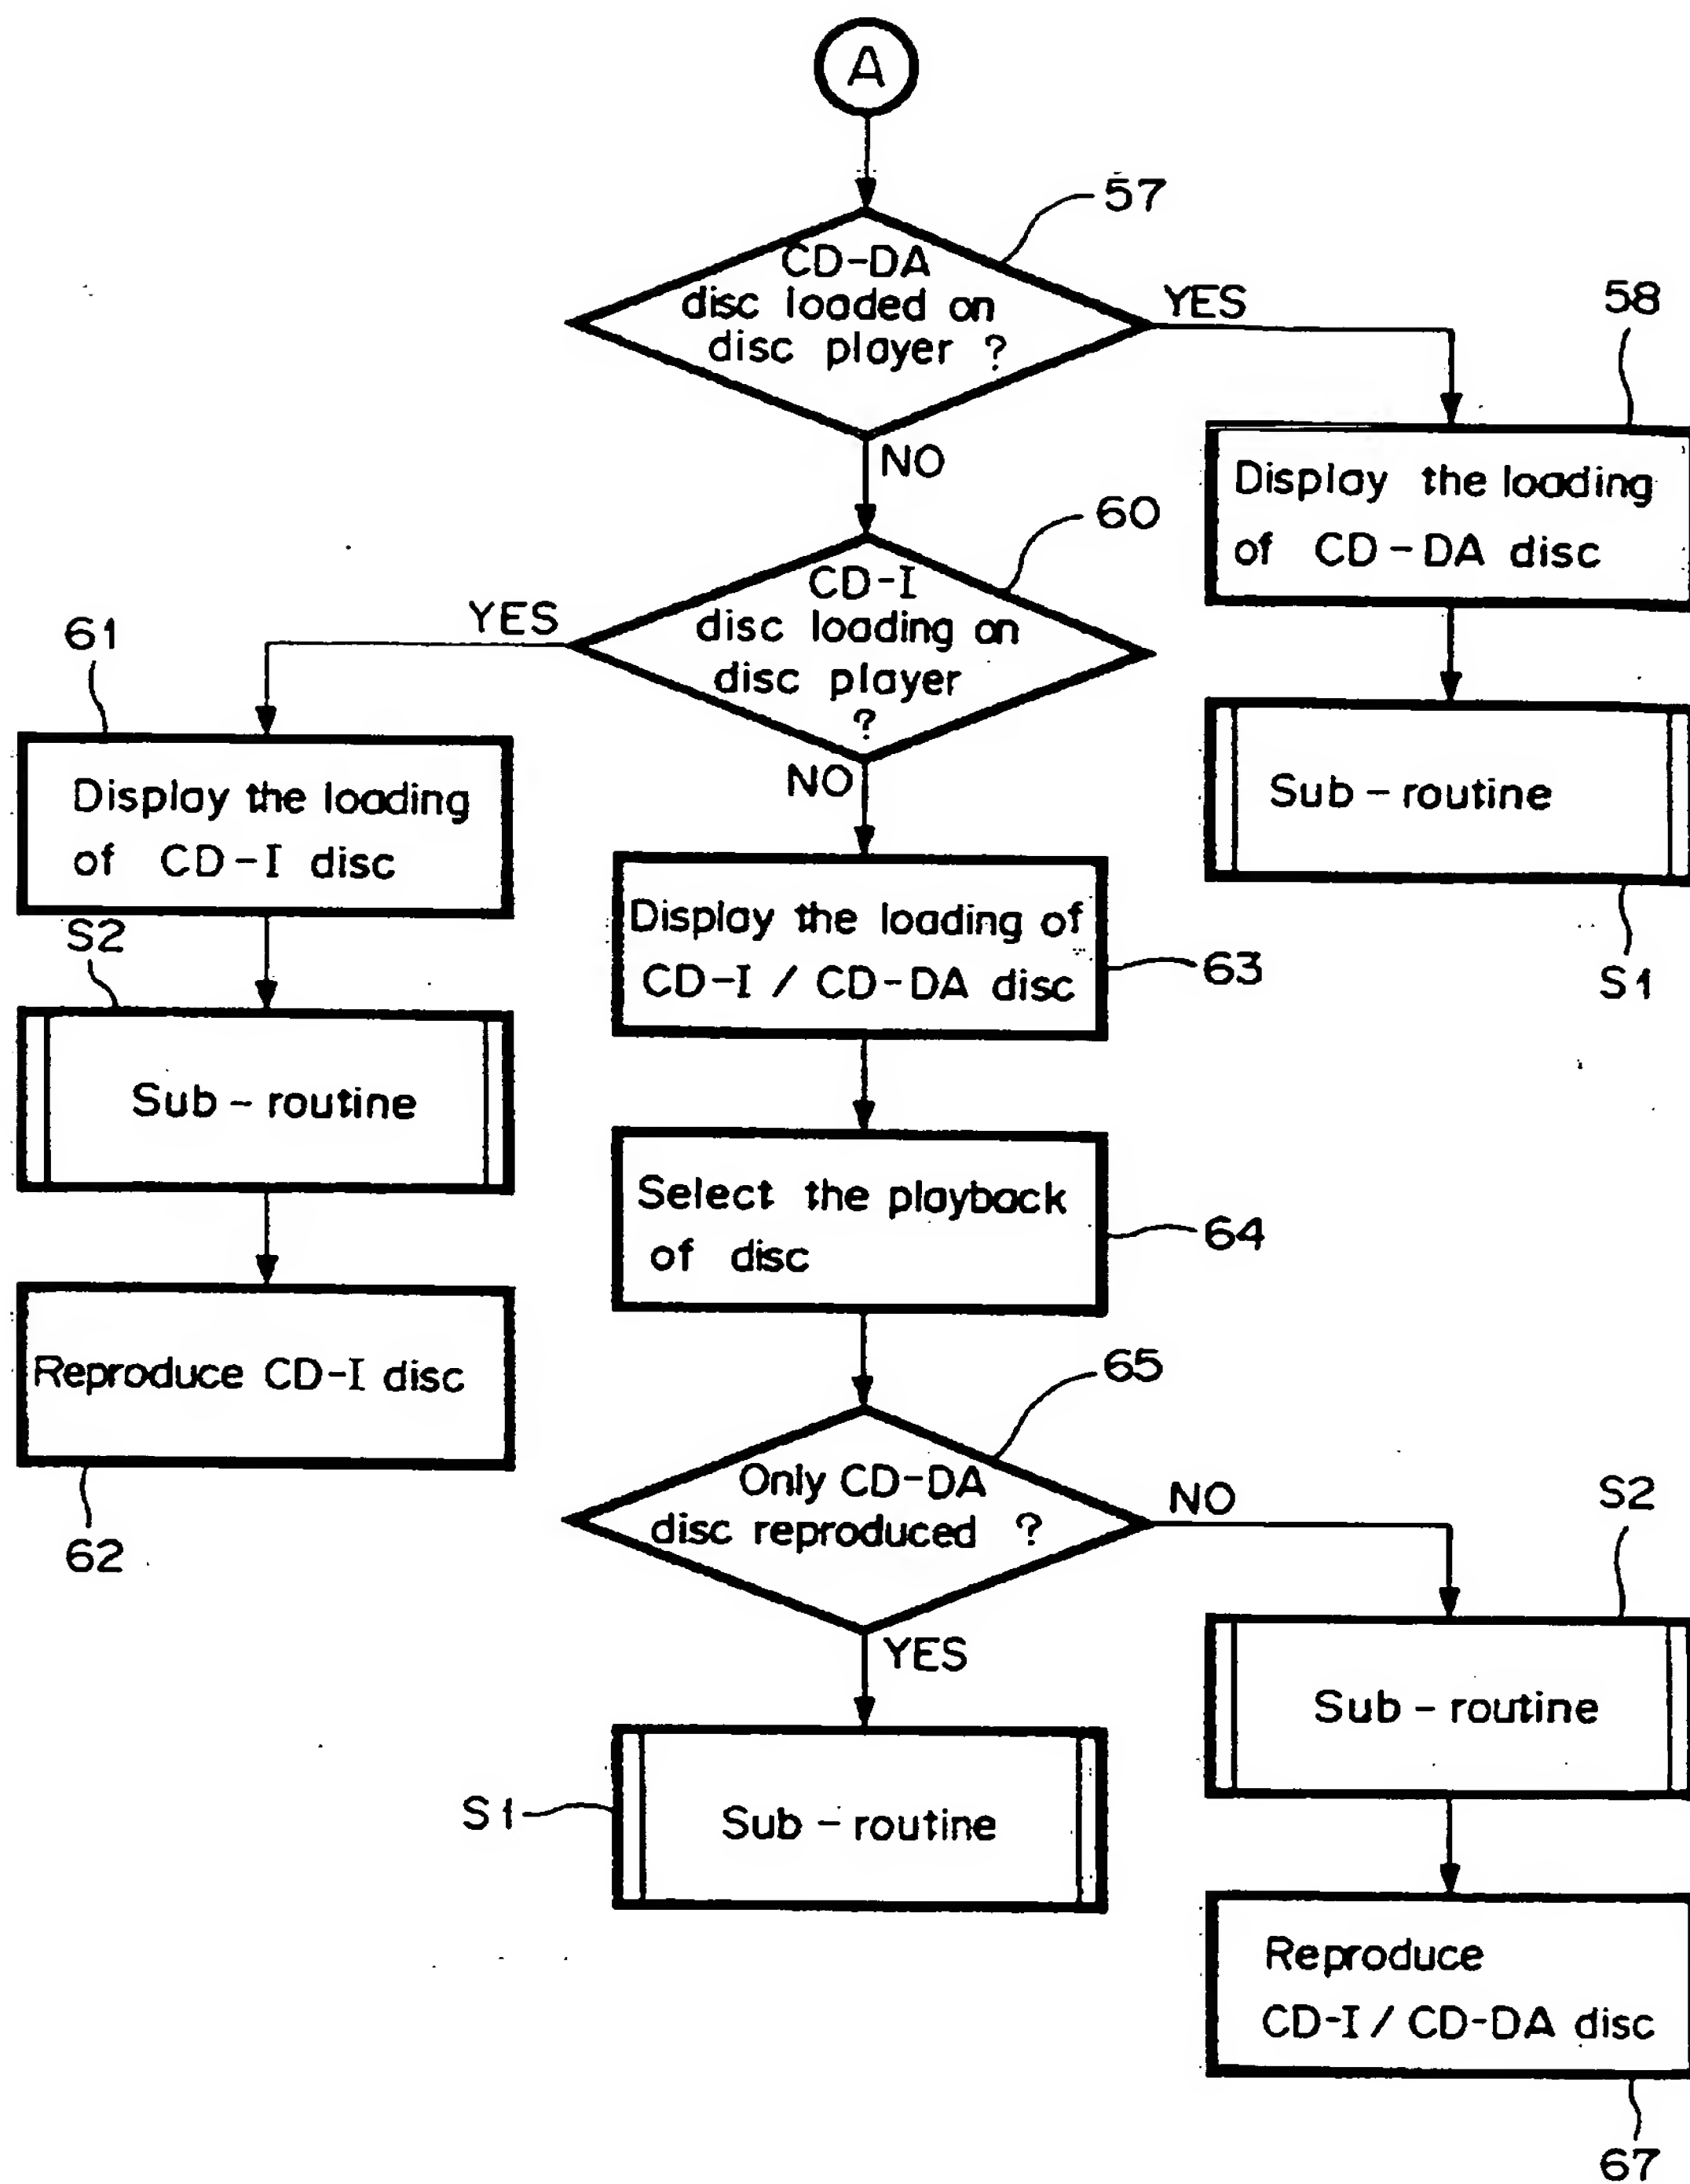 A
57
CD-DA
disc loaded on
disc player ?
YES
58
NO
Display the loading
of CD-DA disc
60
CD-I
disc loading on
disc player
?
YES
61
NO
Sub-routine
S1
Display the loading
of CD-I disc
S2
Display the loading of
CD-I / CD-DA disc
63
Sub-routine
Select the playback
of disc
64
Reproduce CD-I disc
62
65
Only CD-DA
disc reproduced ?
NO
S2
YES
Sub-routine
S1
Sub-routine
Reproduce
CD-I / CD-DA disc
67